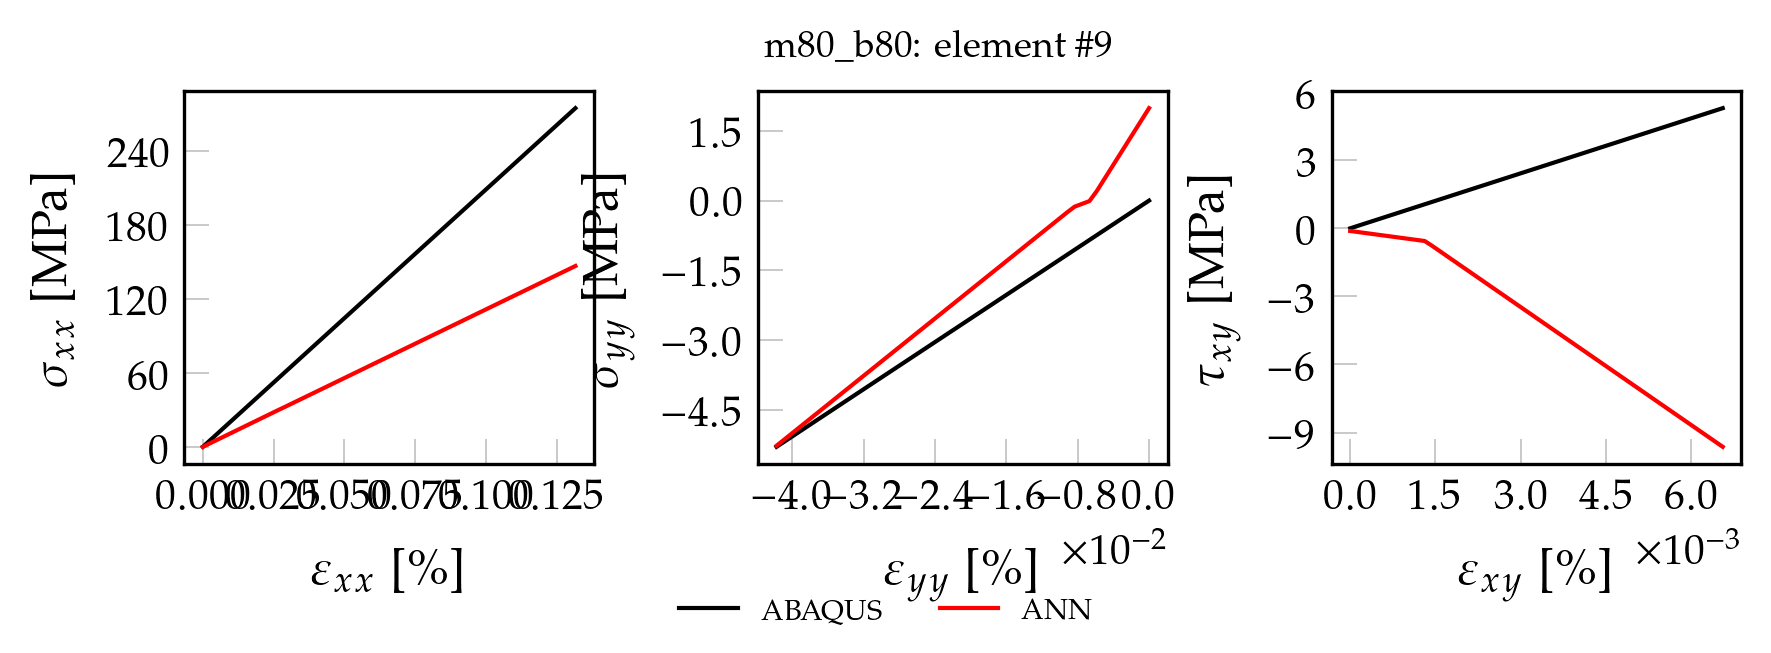 m80_b80: element #9
σxx [MPa]
240
180
120
60
0
0.000 0.025 0.050 0.075 0.100 0.125
εxx [%]
σyy [MPa]
1.5
0.0
−1.5
−3.0
−4.5
−4.0 −3.2 −2.4 −1.6 −0.8 0.0
×10−2
εyy [%]
τxy [MPa]
6
3
0
−3
−6
−9
0.0 1.5 3.0 4.5 6.0
×10−3
εxy [%]
ABAQUS ANN